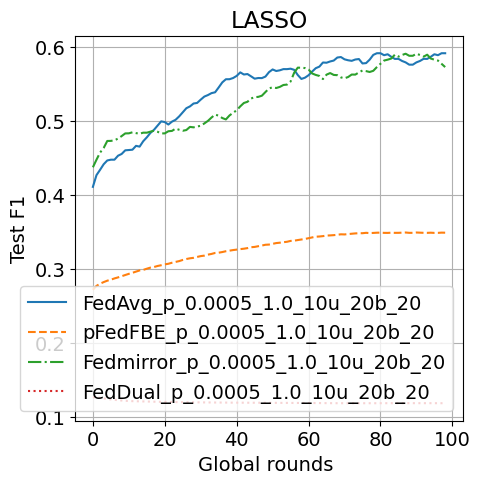 LASSO
0.6
0.5
0.4
0.3
0.2
0.1
Test F1
FedAvg_p_0.0005_1.0_10u_20b_20
pFedFBE_p_0.0005_1.0_10u_20b_20
Fedmirror_p_0.0005_1.0_10u_20b_20
FedDual_p_0.0005_1.0_10u_20b_20
0 20 40 60 80 100
Global rounds